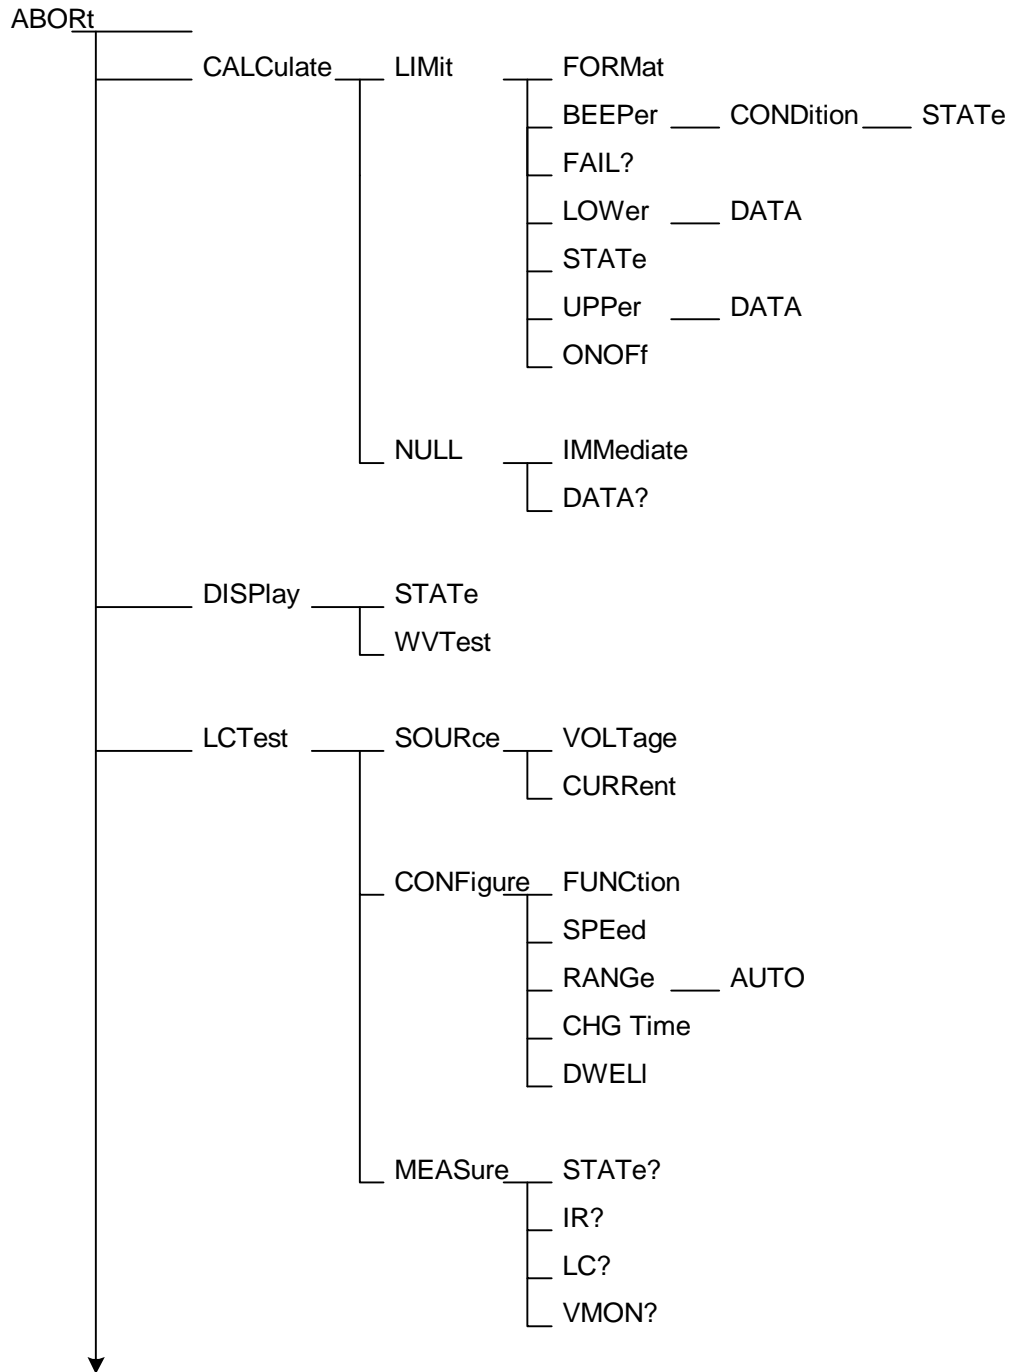 ABORt
CALCulate LIMit FORMat
BEEPer CONDition STATe
FAIL?
LOWer DATA
STATe
UPPer DATA
ONOFf
NULL IMMediate
DATA?
DISPlay STATe
WVTest
LCTest SOURce VOLTage
CURRent
CONFigure FUNCtion
SPEed
RANGe AUTO
CHG Time
DWELl
MEASure STATe?
IR?
LC?
VMON?